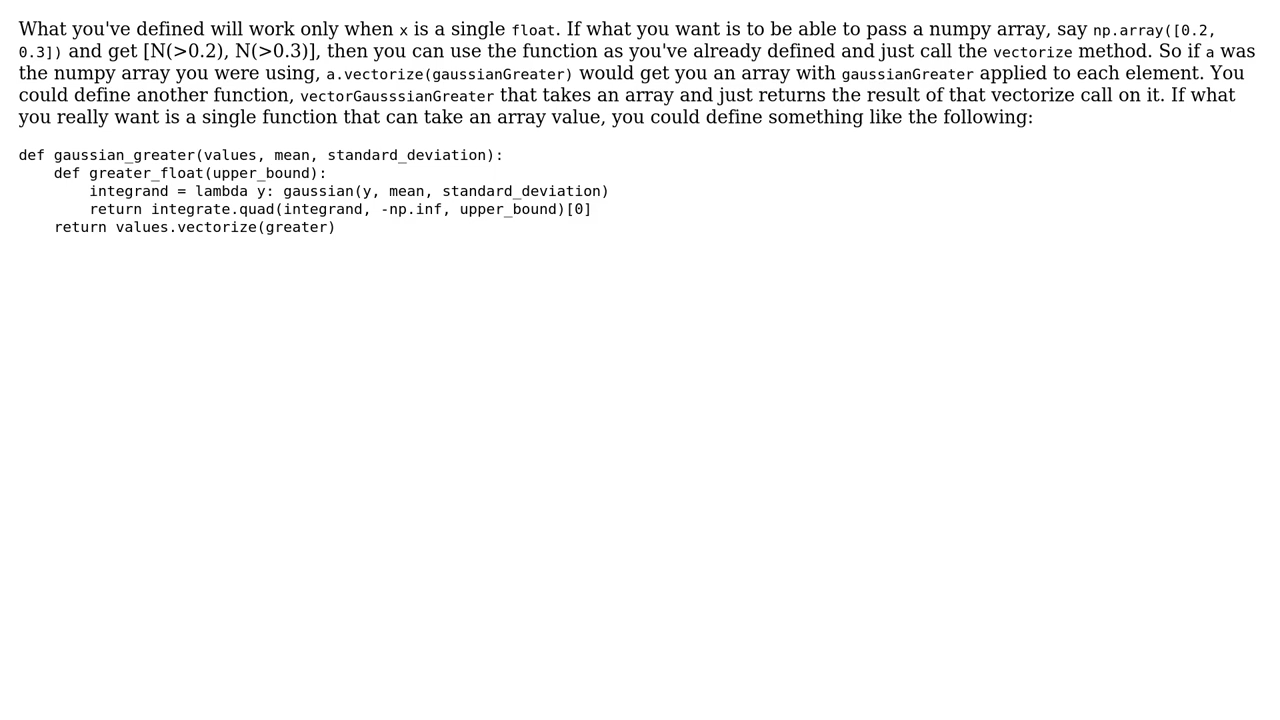 What you've defined will work only when x is a single float. If what you want is to be able to pass a numpy array, say np.array([0.2,
0.3]) and get [N(>0.2), N(>0.3)], then you can use the function as you've already defined and just call the vectorize method. So if a was
the numpy array you were using, a.vectorize(gaussianGreater) would get you an array with gaussianGreater applied to each element. You
could define another function, vectorGausssianGreater that takes an array and just returns the result of that vectorize call on it. If what
you really want is a single function that can take an array value, you could define something like the following:
def gaussian_greater(values, mean, standard_deviation):
    def greater_float(upper_bound):
        integrand = lambda y: gaussian(y, mean, standard_deviation)
        return integrate.quad(integrand, -np.inf, upper_bound)[0]
    return values.vectorize(greater)